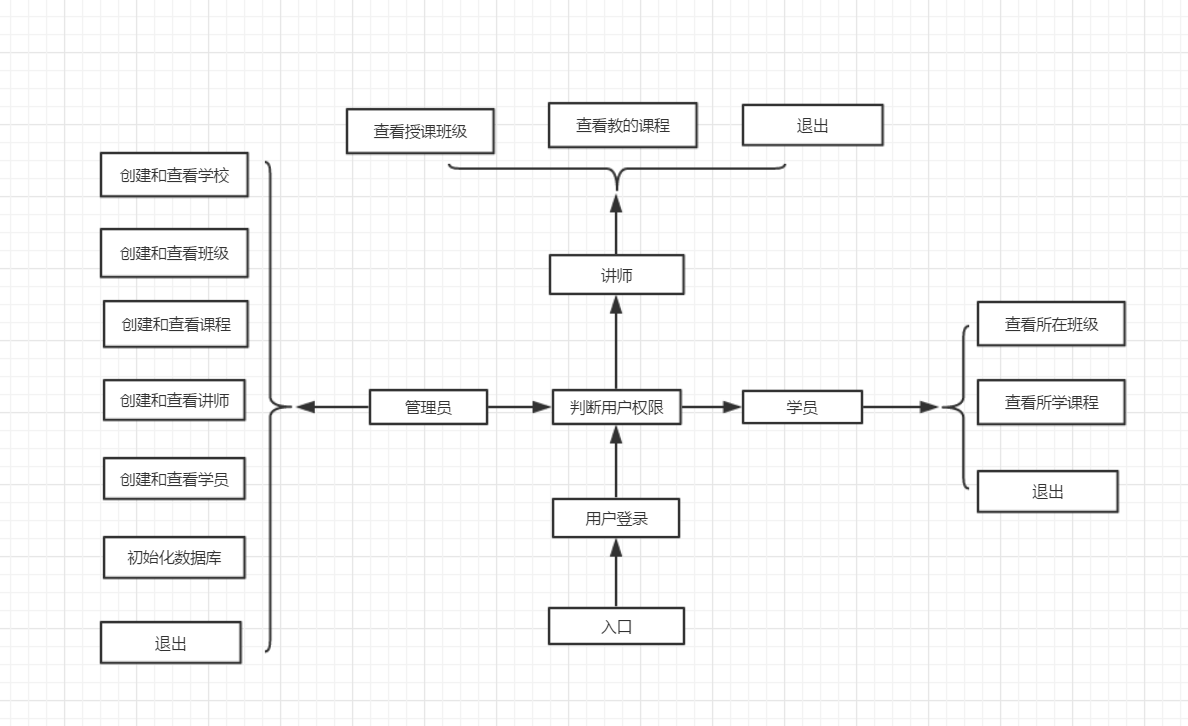 查看授课班级
查看教的课程
退出
创建和查看学校
创建和查看班级
创建和查看课程
创建和查看讲师
创建和查看学员
初始化数据库
退出
讲师
管理员
判断用户权限
学员
用户登录
入口
查看所在班级
查看所学课程
退出